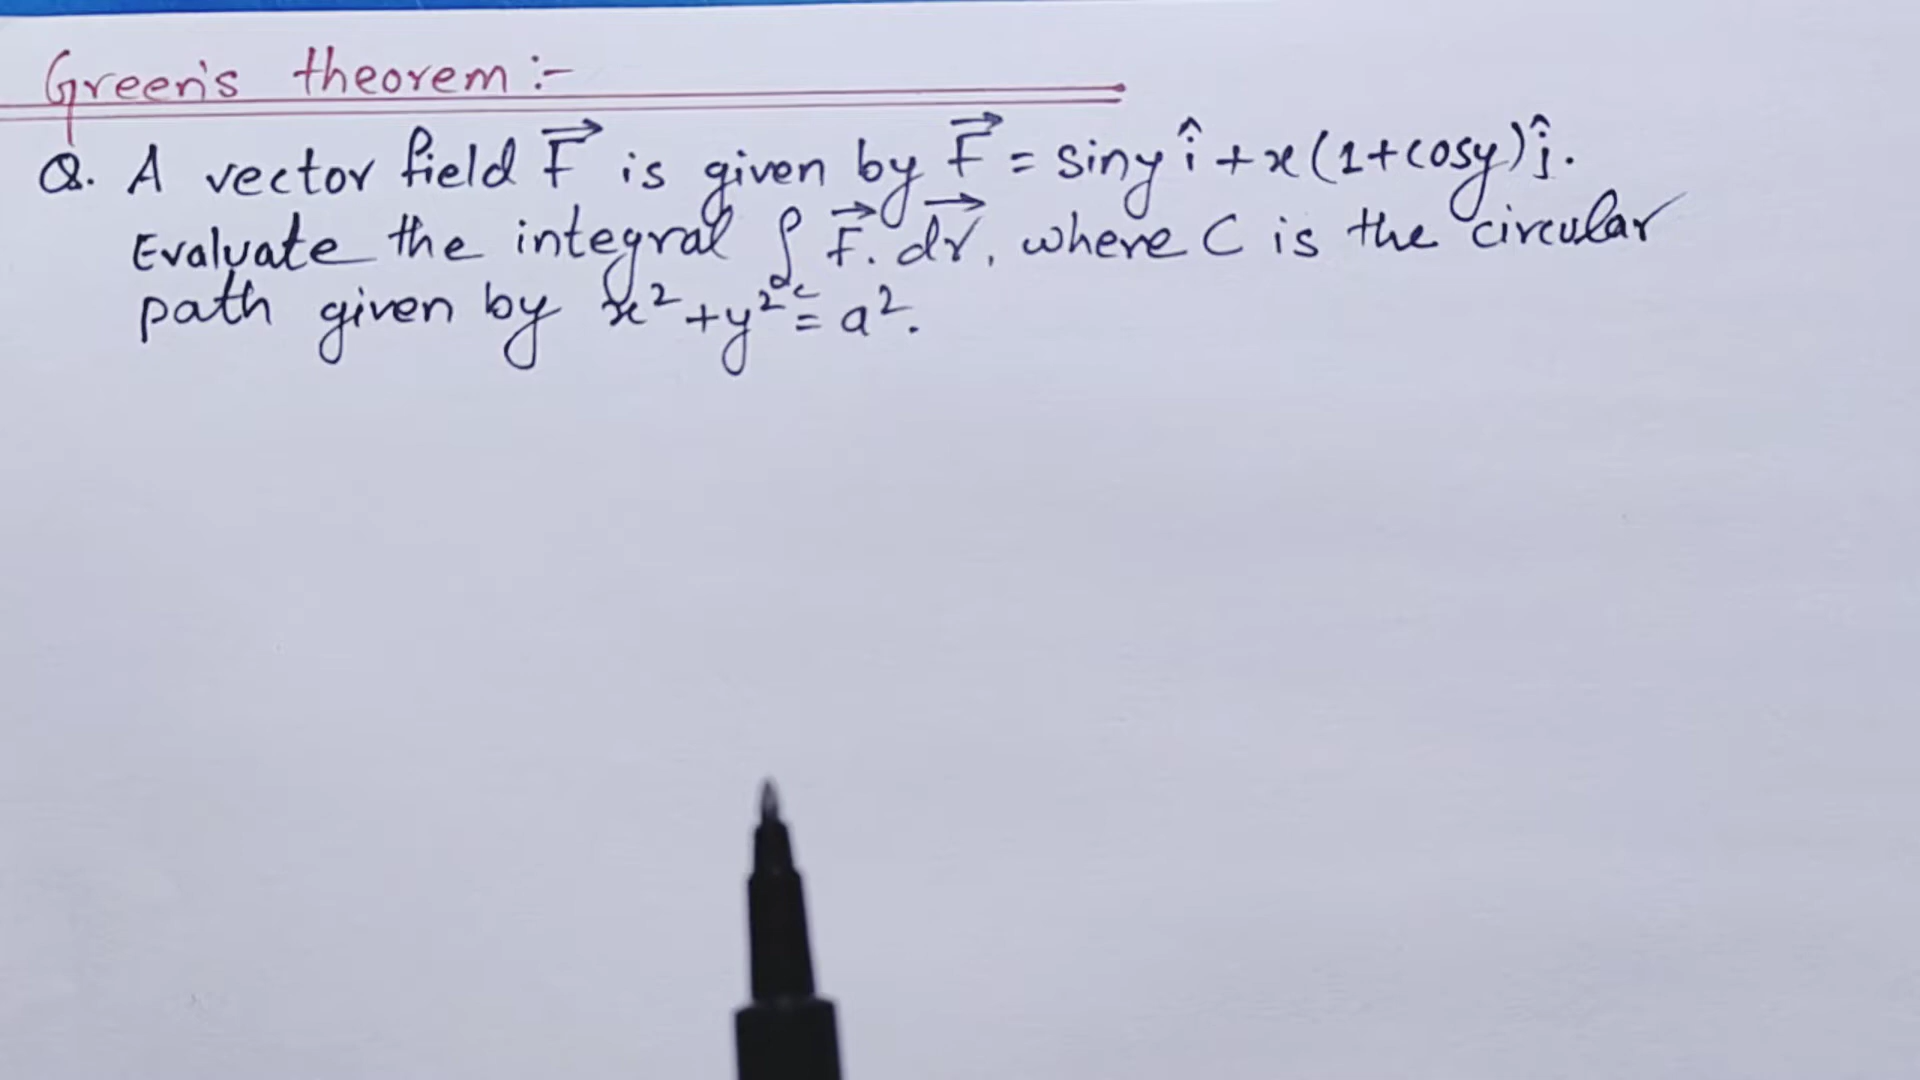 Green's theorem :-
Q. A vector field F⃗ is given by F⃗ = siny î + x(1+cosy)ĵ.
Evaluate the integral ∫c F⃗. dr⃗, where C is the circular
path given by x² + y² = a².